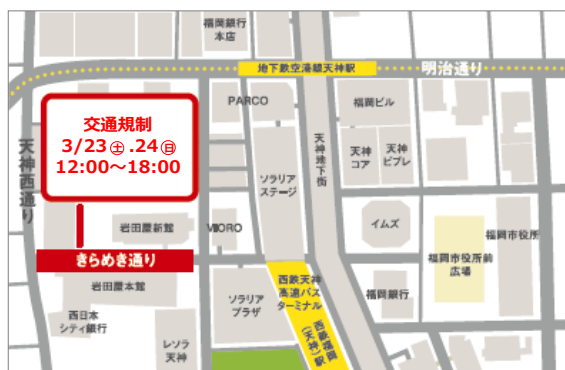 福岡銀行
本店
地下鉄空港線天神駅
明治通り
交通規制
3/23㊏.24㊐
12:00〜18:00
PARCO
福岡ビル
天神西通り
ソラリア
ステージ
天神地下街
天神
コア
天神
ビブレ
岩田屋新館
VIORO
イムズ
福岡市役所
きらめき通り
福岡市役所前
広場
岩田屋本館
西鉄天神
高速バス
ターミナル
ソラリア
プラザ
福岡銀行
西日本
シティ銀行
西鉄福岡
(天神)駅
レソラ
天神